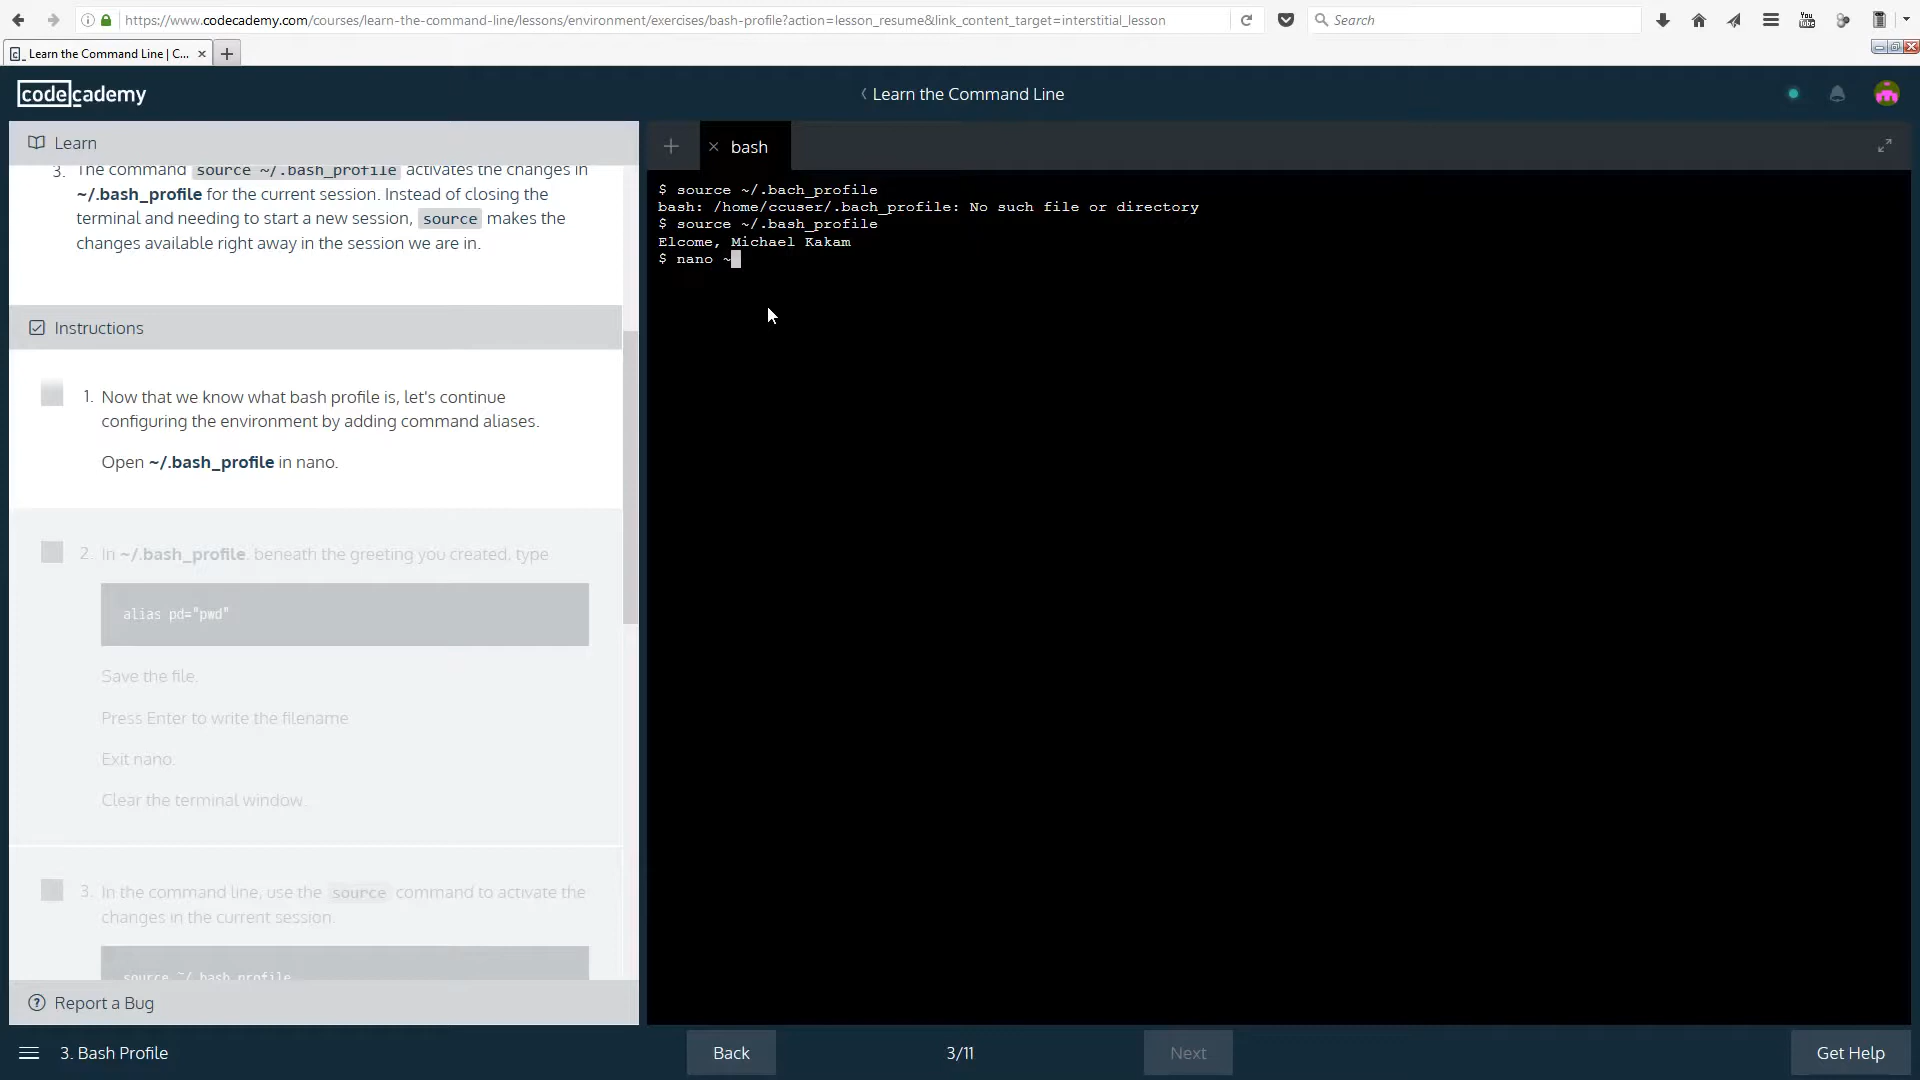 https://www.codecademy.com/courses/learn-the-command-line/lessons/environment/exercises/bash-profile?action=lesson_resume&link_content_target=interstitial_lesson
Search
You
Tube
Learn the Command Line | C...
codecademy
Learn the Command Line
Learn
bash
3. The command source ~/.bash_profile activates the changes in
~/.bash_profile for the current session. Instead of closing the
terminal and needing to start a new session, source makes the
changes available right away in the session we are in.
Instructions
1. Now that we know what bash profile is, let's continue
configuring the environment by adding command aliases.
Open ~/.bash_profile in nano.
2. In ~/.bash_profile, beneath the greeting you created, type
alias pd="pwd"
Save the file.
Press Enter to write the filename
Exit nano.
Clear the terminal window.
3. In the command line, use the source command to activate the
changes in the current session.
source ~/.bash_profile
Report a Bug
$ source ~/.bach_profile
bash: /home/ccuser/.bach_profile: No such file or directory
$ source ~/.bash_profile
Elcome, Michael Kakam
$ nano ~
3. Bash Profile
Back
3/11
Next
Get Help